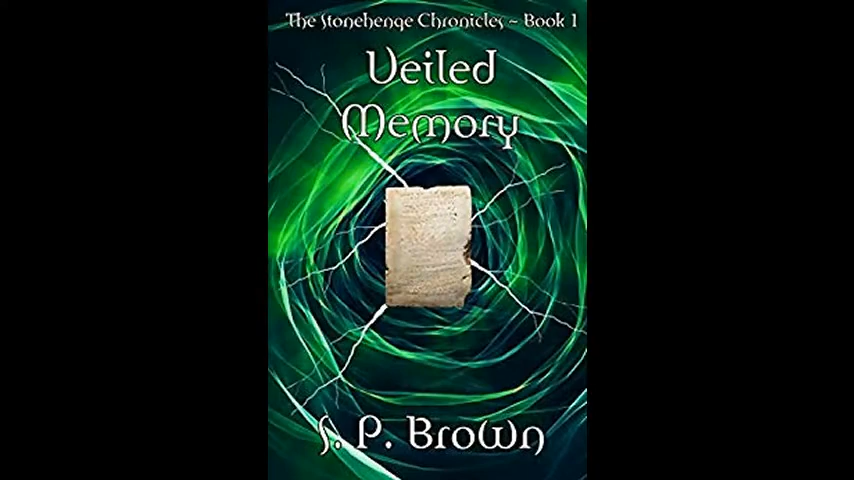 The Stonehenge Chronicles ~ Book 1
Veiled
Memory
S. P. Brown